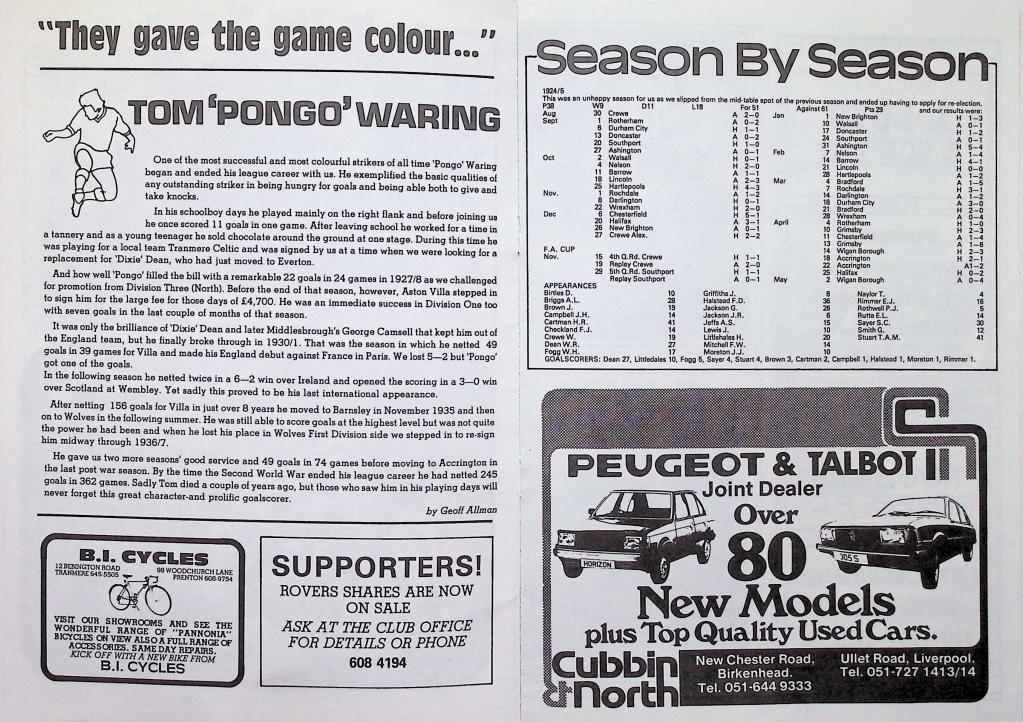 "They gave the game colour..."
TOM 'PONGO' WARING
One of the most successful and most colourful strikers of all time 'Pongo' Waring
began and ended his league career with us. He exemplified the basic qualities of
any outstanding striker in being hungry for goals and being able both to give and
take knocks.
In his schoolboy days he played mainly on the right flank and before joining us
he once scored 11 goals in one game. After leaving school he worked for a time in
a tannery and as a young teenager he sold chocolate around the ground at one stage. During this time he
was playing for a local team Tranmere Celtic and was signed by us at a time when we were looking for a
replacement for 'Dixie' Dean, who had just moved to Everton.
And how well 'Pongo' filled the bill with a remarkable 22 goals in 24 games in 1927/8 as we challenged
for promotion from Division Three (North). Before the end of that season, however, Aston Villa stepped in
to sign him for the large fee for those days of £4,700. He was an immediate success in Division One too
with seven goals in the last couple of months of that season.
It was only the brilliance of 'Dixie' Dean and later Middlesbrough's George Camsell that kept him out of
the England team, but he finally broke through in 1930/1. That was the season in which he netted 49
goals in 39 games for Villa and made his England debut against France in Paris. We lost 5—2 but 'Pongo'
got one of the goals.
In the following season he netted twice in a 6—2 win over Ireland and opened the scoring in a 3—0 win
over Scotland at Wembley. Yet sadly this proved to be his last international appearance.
After netting 156 goals for Villa in just over 8 years he moved to Barnsley in November 1935 and then
on to Wolves in the following summer. He was still able to score goals at the highest level but was not quite
the power he had been and when he lost his place in Wolves First Division side we stepped in to re-sign
him midway through 1936/7.
He gave us two more seasons' good service and 49 goals in 74 games before moving to Accrington in
the last post war season. By the time the Second World War ended his league career he had netted 245
goals in 362 games. Sadly Tom died a couple of years ago, but those who saw him in his playing days will
never forget this great character-and prolific goalscorer.
by Geoff Allman
B.I. CYCLES
12 BEBINGTON ROAD
TRANMERE 645-5505
98 WOODCHURCH LANE
PRENTON 608-9754
VISIT OUR SHOWROOMS AND SEE THE
WONDERFUL RANGE OF "PANNONIA"
BICYCLES ON VIEW ALSO A FULL RANGE OF
ACCESSORIES. SAME DAY REPAIRS.
KICK OFF WITH A NEW BIKE FROM
B.I. CYCLES
SUPPORTERS!
ROVERS SHARES ARE NOW
ON SALE
ASK AT THE CLUB OFFICE
FOR DETAILS OR PHONE
608 4194
Season By Season
1924/5
This was an unhappy season for us as we slipped from the mid-table spot of the previous season and ended up having to apply for re-election.
P38 W9 D11 L18 For 51 Against 61 Pts 29 and our results were:
Aug 30 Crewe A 2—0
Sept 1 Rotherham A 0—2
6 Durham City H 1—1
13 Doncaster A 0—2
20 Southport H 1—0
27 Ashington A 0—1
Oct 2 Walsall H 0—1
4 Nelson H 2—0
11 Barrow A 1—1
18 Lincoln A 2—3
25 Hartlepools H 4—3
Nov. 1 Rochdale A 1—2
8 Darlington H 0—1
22 Wrexham H 2—0
Dec 6 Chesterfield H 5—1
20 Halifax A 3—1
26 New Brighton A 0—1
27 Crewe Alex. H 2—2
Jan 1 New Brighton H 1—3
10 Walsall A 0—1
17 Doncaster H 1—2
24 Southport A 0—1
31 Ashington H 5—4
Feb 7 Nelson A 1—4
14 Barrow H 4—1
21 Lincoln H 0—0
28 Hartlepools A 1—2
Mar 4 Bradford A 1—5
7 Rochdale H 3—1
14 Darlington A 1—2
18 Durham City A 3—0
21 Bradford H 2—0
28 Wrexham A 0—4
April 4 Rotherham H 1—0
10 Grimsby H 2—3
11 Chesterfield A 1—4
13 Grimsby A 1—6
14 Wigan Borough H 2—3
18 Accrington H 2—1
22 Accrington A1—2
25 Halifax H 0—2
May 2 Wigan Borough A 0—4
F.A. CUP
Nov. 15 4th Q.Rd. Crewe H 1—1
19 Replay Crewe A 2—0
29 5th Q.Rd. Southport H 1—1
Replay Southport A 0—1
APPEARANCES
Birtles D. 10 Griffiths J. 8 Naylor T. 4
Briggs A.L. 28 Halstead F.D. 36 Rimmer E.J. 16
Brown J. 19 Jackson G. 26 Rothwell P.J. 5
Campbell J.H. 14 Jackson J.R. 6 Rutte E.L. 14
Cartman H.R. 41 Jeffs A.S. 15 Sayer S.C. 30
Checkland F.J. 14 Lewis J. 10 Smith G. 12
Crewe W. 19 Littlehales H. 20 Stuart T.A.M. 41
Dean W.R. 27 Mitchell F.W. 14
Fogg W.H. 17 Moreton J.J. 10
GOALSCORERS: Dean 27, Littledales 10, Fogg 5, Sayer 4, Stuart 4, Brown 3, Cartman 2, Campbell 1, Halstead 1, Moreton 1, Rimmer 1.
PEUGEOT & TALBOT
Joint Dealer
Over
80
HORIZON
305 S
New Models
plus Top Quality Used Cars.
Cubbin
& North
New Chester Road,
Birkenhead.
Tel. 051-644 9333
Ullet Road, Liverpool.
Tel. 051-727 1413/14